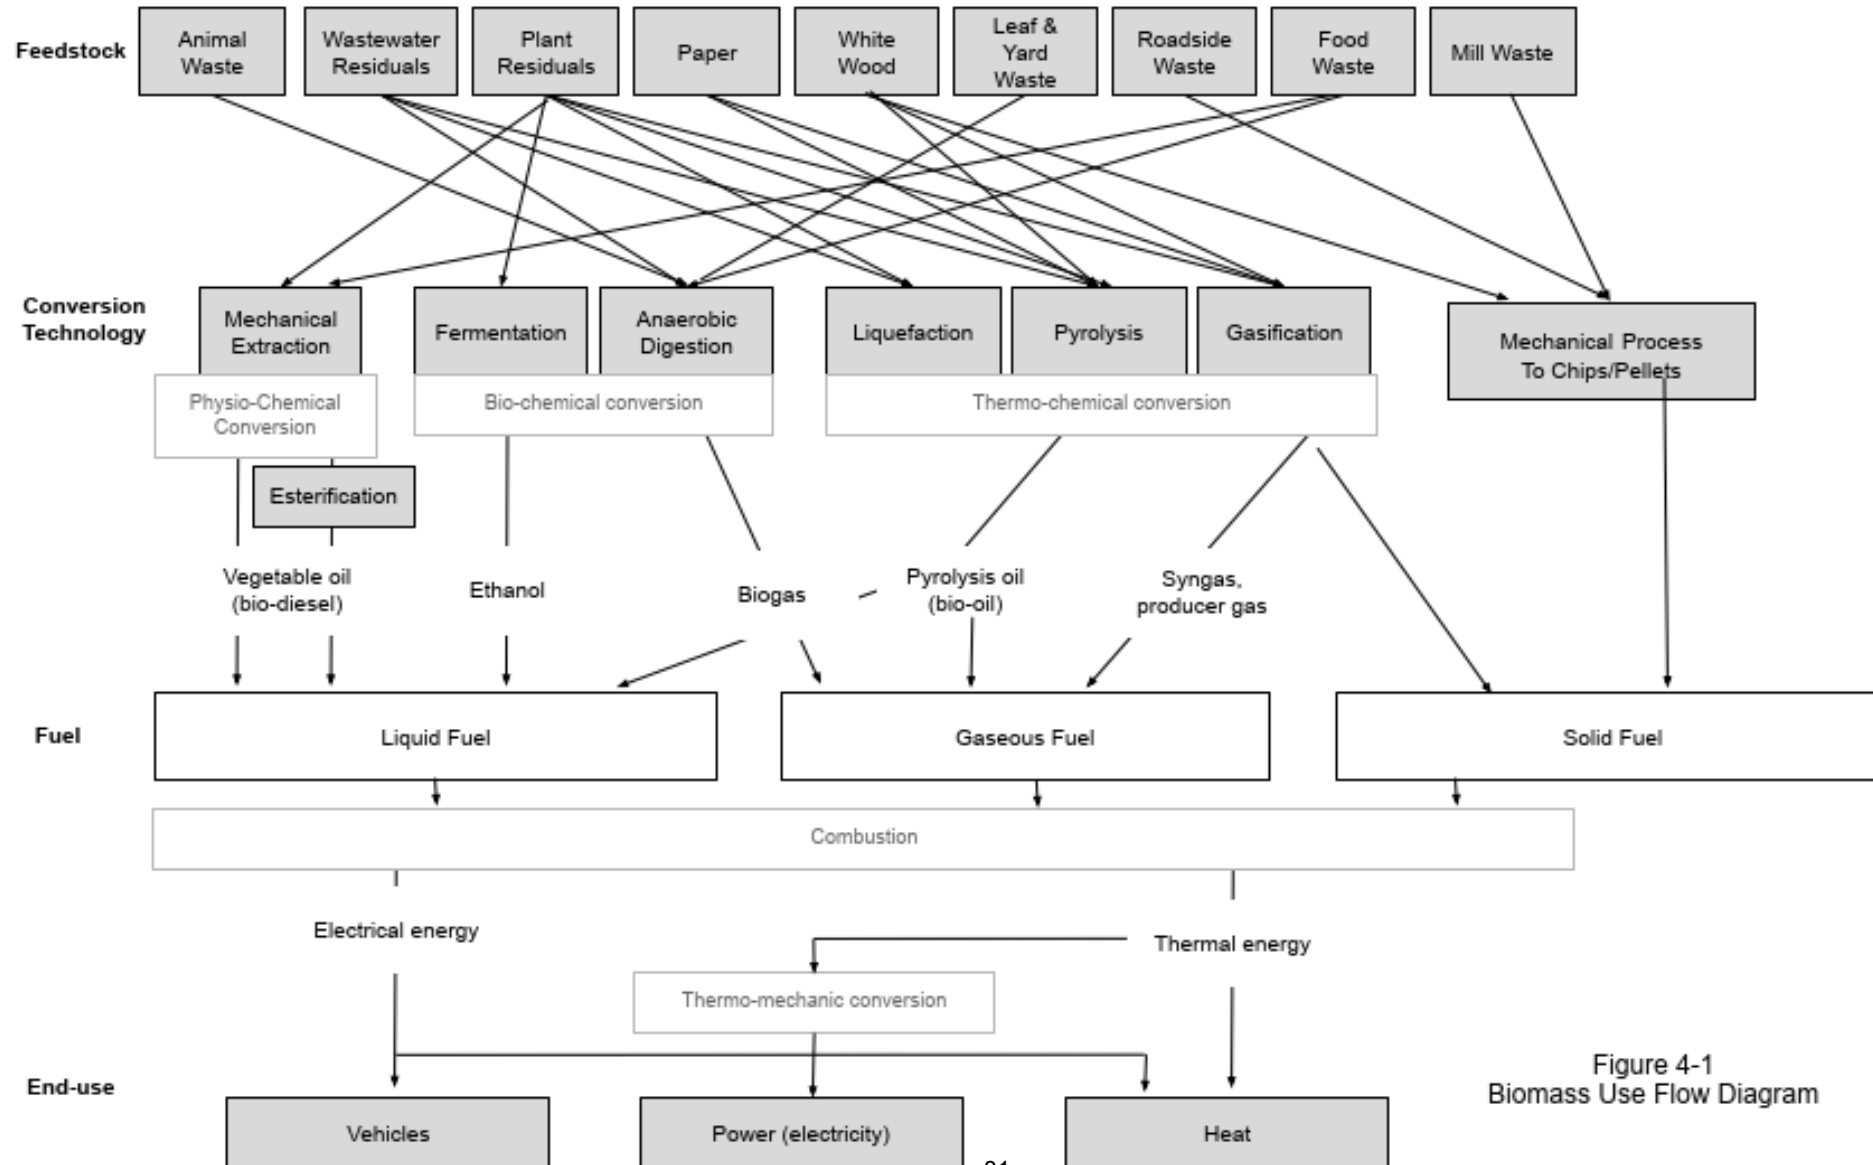 Feedstock
Animal
Waste
Wastewater
Residuals
Plant
Residuals
Paper
White
Wood
Leaf &
Yard
Waste
Roadside
Waste
Food
Waste
Mill Waste
Conversion
Technology
Mechanical
Extraction
Fermentation
Anaerobic
Digestion
Liquefaction
Pyrolysis
Gasification
Mechanical Process
To Chips/Pellets
Physio-Chemical
Conversion
Bio-chemical conversion
Thermo-chemical conversion
Esterification
Vegetable oil
(bio-diesel)
Ethanol
Biogas
Pyrolysis oil
(bio-oil)
Syngas,
producer gas
Fuel
Liquid Fuel
Gaseous Fuel
Solid Fuel
Combustion
Electrical energy
Thermal energy
Thermo-mechanic conversion
Figure 4-1
Biomass Use Flow Diagram
End-use
Vehicles
Power (electricity)
Heat